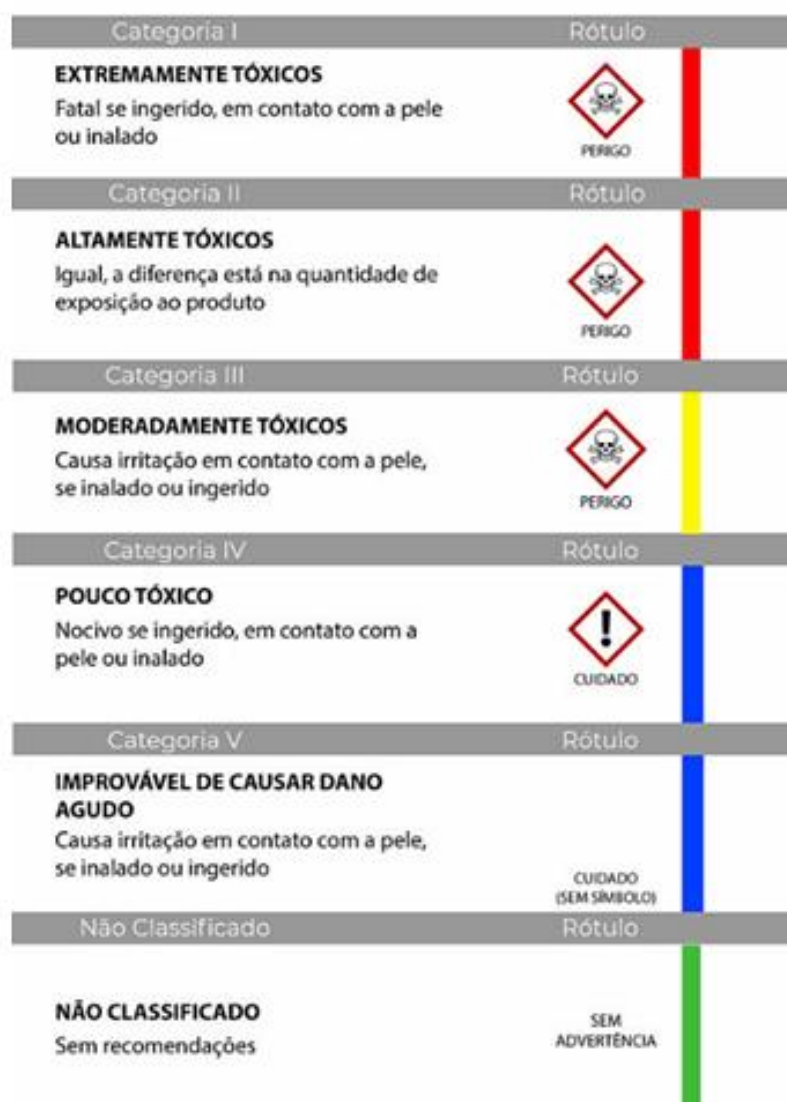 Categoria I Rótulo
EXTREMAMENTE TÓXICOS
Fatal se ingerido, em contato com a pele
ou inalado
PERIGO
Categoria II Rótulo
ALTAMENTE TÓXICOS
Igual, a diferença está na quantidade de
exposição ao produto
PERIGO
Categoria III Rótulo
MODERADAMENTE TÓXICOS
Causa irritação em contato com a pele,
se inalado ou ingerido
PERIGO
Categoria IV Rótulo
POUCO TÓXICO
Nocivo se ingerido, em contato com a
pele ou inalado
!
CUIDADO
Categoria V Rótulo
IMPROVÁVEL DE CAUSAR DANO
AGUDO
Causa irritação em contato com a pele,
se inalado ou ingerido
CUIDADO
(SEM SÍMBOLO)
Não Classificado Rótulo
NÃO CLASSIFICADO
Sem recomendações
SEM
ADVERTÊNCIA